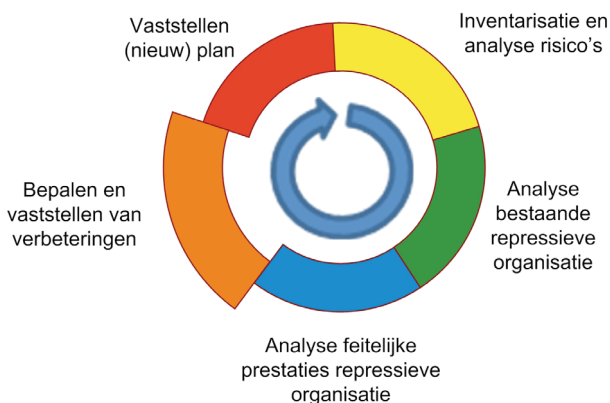 Vaststellen
(nieuw) plan
Inventarisatie en
analyse risico's
Analyse
bestaande
repressieve
organisatie
Analyse feitelijke
prestaties repressieve
organisatie
Bepalen en
vaststellen van
verbeteringen